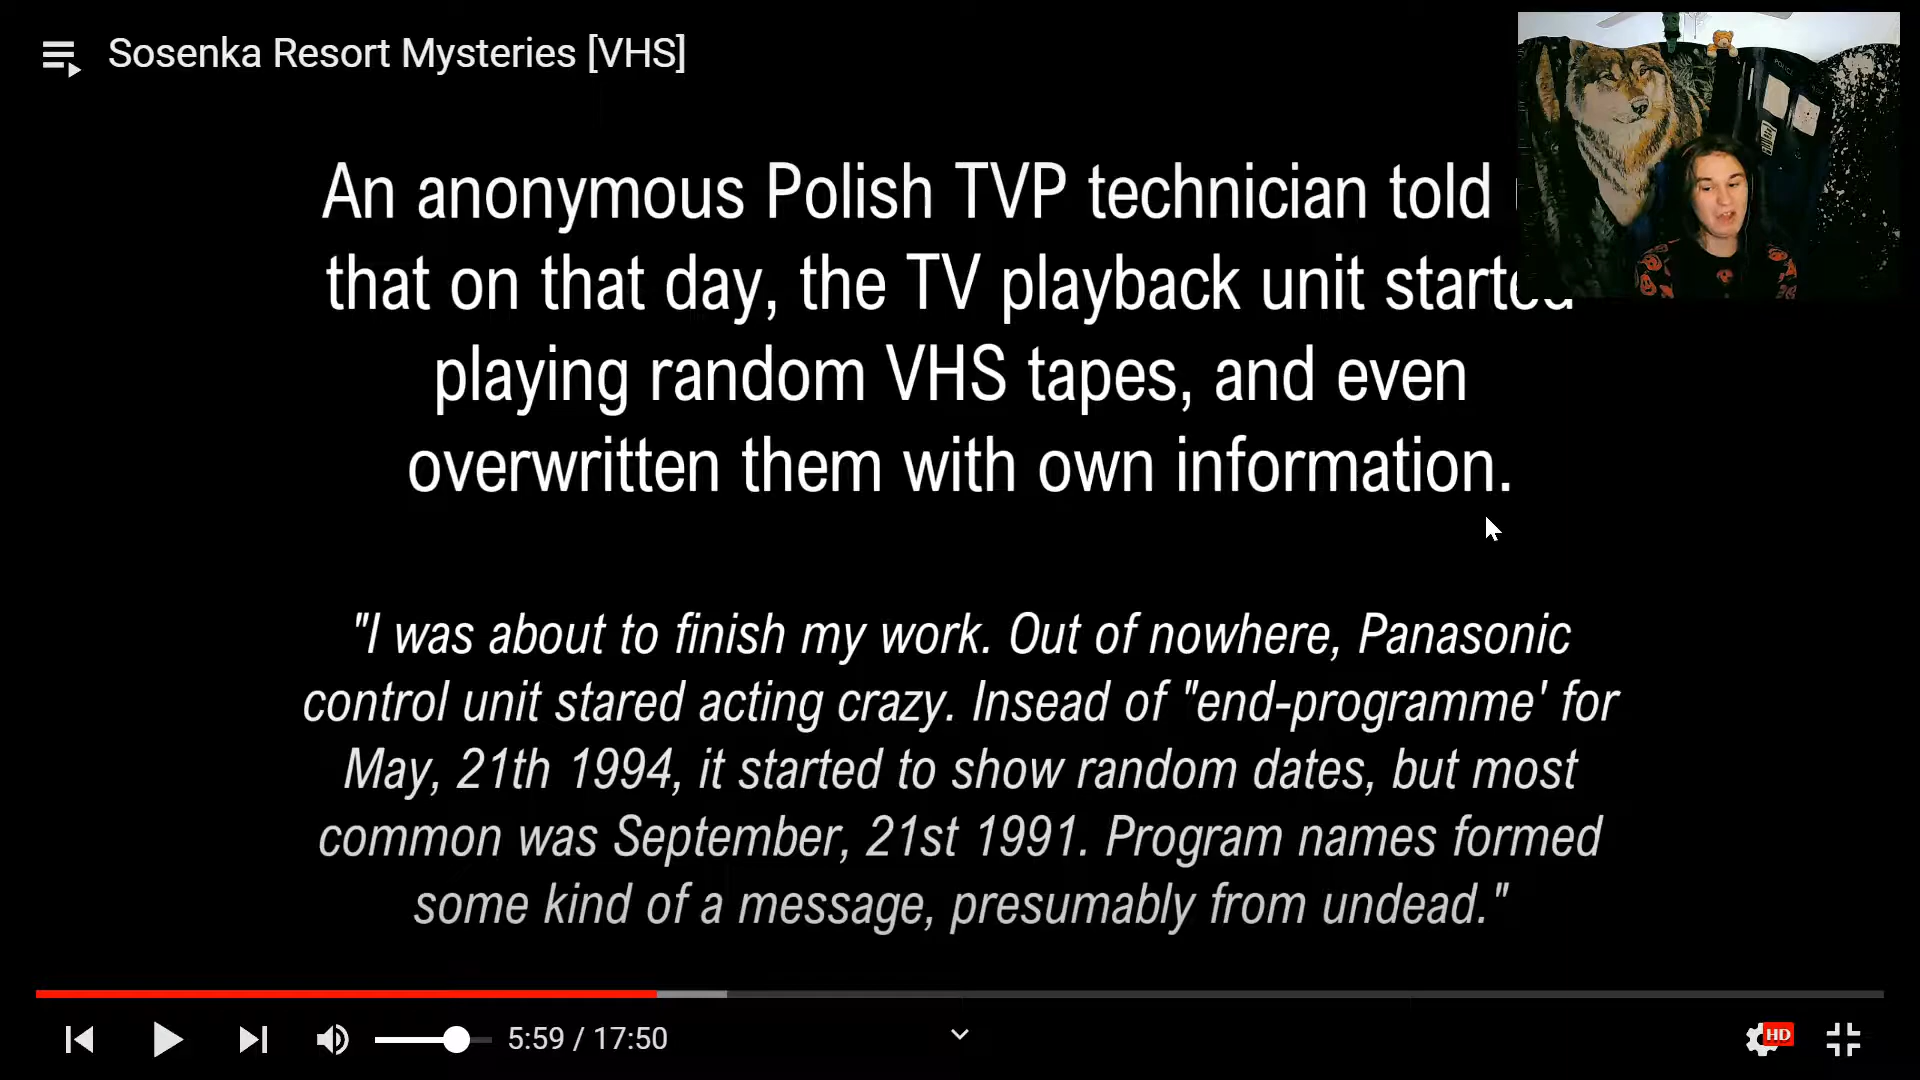 Sosenka Resort Mysteries [VHS]
POLICE
An anonymous Polish TVP technician told
that on that day, the TV playback unit started
playing random VHS tapes, and even
overwritten them with own information.
"I was about to finish my work. Out of nowhere, Panasonic
control unit stared acting crazy. Insead of "end-programme' for
May, 21th 1994, it started to show random dates, but most
common was September, 21st 1991. Program names formed
some kind of a message, presumably from undead."
5:59 / 17:50
HD